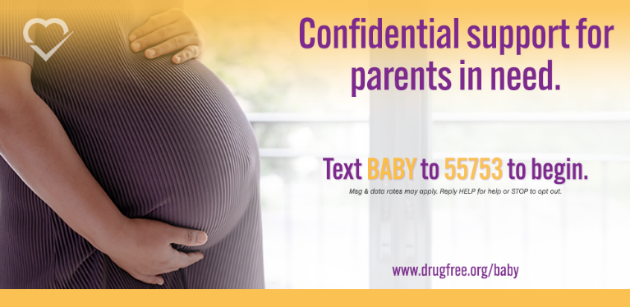 Confidential support for
parents in need.
Text BABY to 55753 to begin.
Msg & data rates may apply. Reply HELP for help or STOP to opt out.
www.drugfree.org/baby